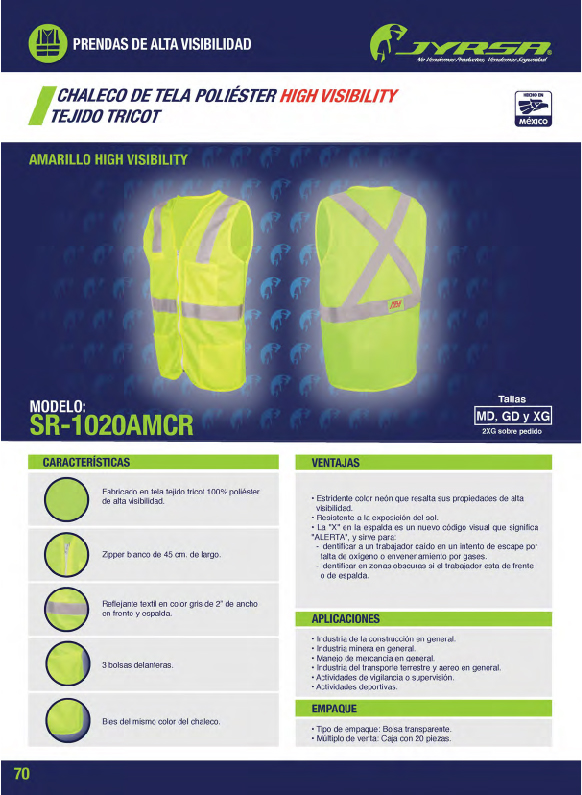 PRENDAS DE ALTA VISIBILIDAD
JYRSA®
No Vendemos Productos, Vendemos Seguridad
CHALECO DE TELA POLIÉSTER HIGH VISIBILITY
TEJIDO TRICOT
HECHO EN
MÉXICO
AMARILLO HIGH VISIBILITY
MODELO:
SR-1020AMCR
Tallas
MD, GD y XG
2XG sobre pedido
CARACTERÍSTICAS
Fabricado en tela tejido tricot 100% poliéster
de alta visibilidad.
Zipper blanco de 45 cm. de largo.
Reflejante textil en color gris de 2" de ancho
en frente y espalda.
3 bolsas delanteras.
Bies del mismo color del chaleco.
VENTAJAS
• Estridente color neón que resalta sus propiedades de alta
visibilidad.
• Resistente a la exposición del sol.
• La "X" en la espalda es un nuevo código visual que significa
"ALERTA", y sirve para:
- Identificar a un trabajador caído en un intento de escape por
falta de oxígeno o envenenamiento por gases.
- Identificar en zonas obscuras si el trabajador esta de frente
o de espalda.
APLICACIONES
• Industria de la construcción en general.
• Industria minera en general.
• Manejo de mercancía en general.
• Industria del transporte terrestre y aereo en general.
• Actividades de vigilancia o supervisión.
• Actividades deportivas.
EMPAQUE
• Tipo de empaque: Bolsa transparente.
• Múltiplo de venta: Caja con 20 piezas.
70